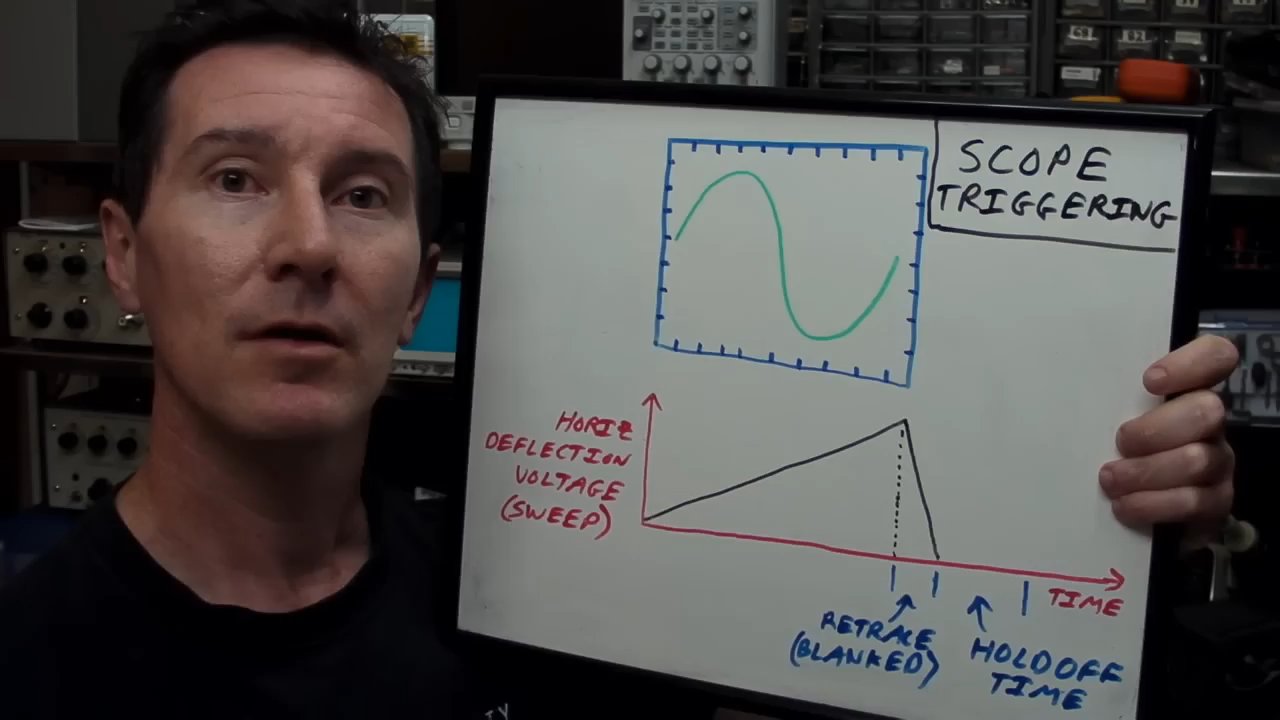 SCOPE
TRIGGERING
HORIZ
DEFLECTION
VOLTAGE
(SWEEP)
TIME
RETRACE
(BLANKED)
HOLDOFF
TIME